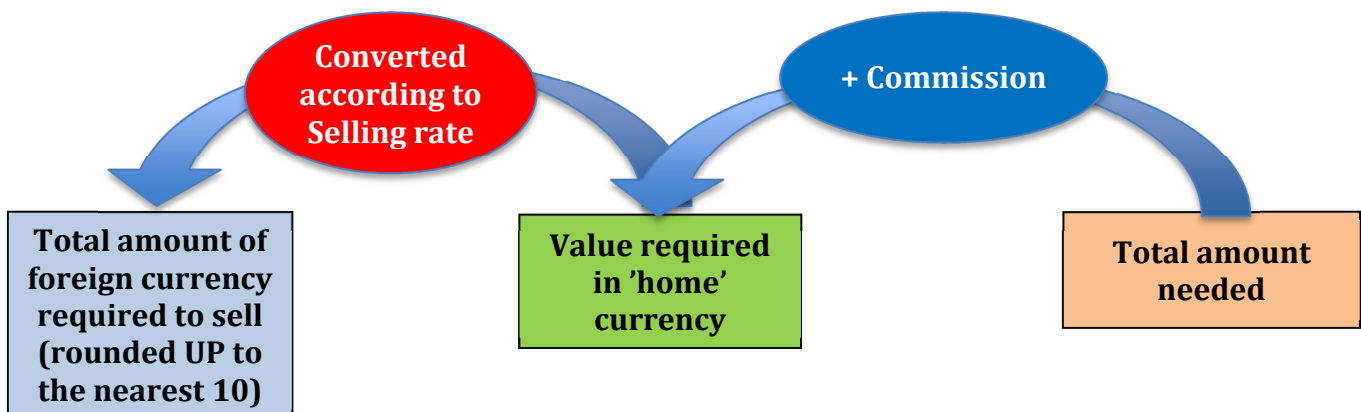 Converted
according to
Selling rate
+ Commission
Total amount of
foreign currency
required to sell
(rounded UP to
the nearest 10)
Value required
in ’home’
currency
Total amount
needed